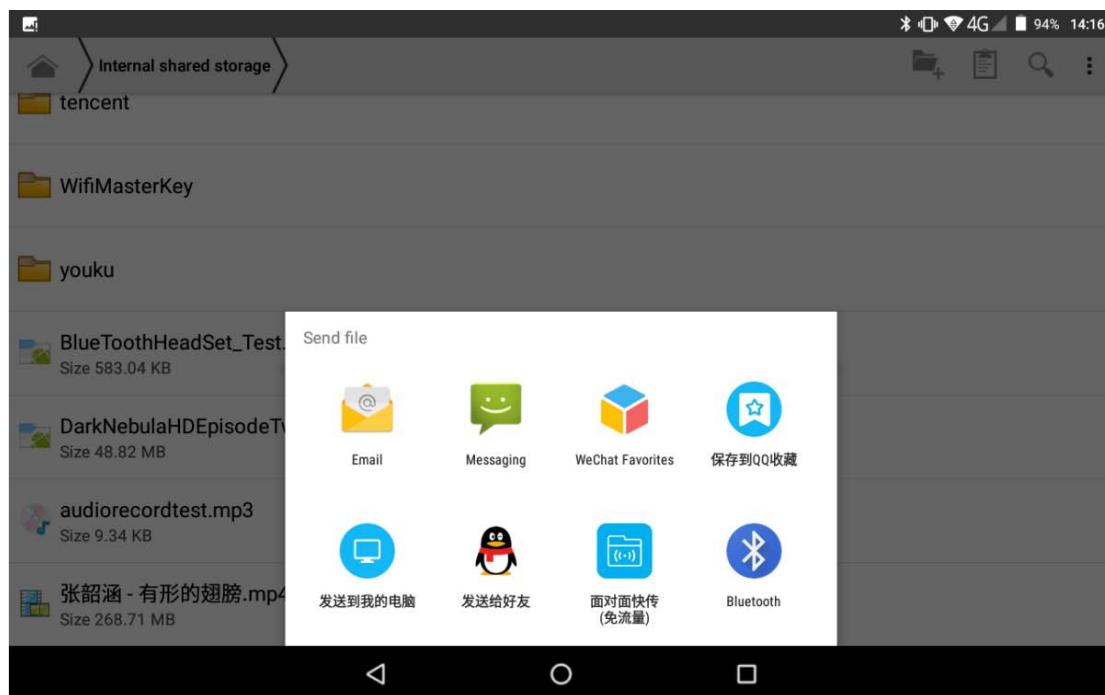 4G 94% 14:16
Internal shared storage
tencent
WifiMasterKey
youku
BlueToothHeadSet_Test.
Size 583.04 KB
DarkNebulaHDEpisodeTw
Size 48.82 MB
audiorecordtest.mp3
Size 9.34 KB
张韶涵 - 有形的翅膀.mp4
Size 268.71 MB
Send file
Email
Messaging
WeChat Favorites
保存到QQ收藏
发送到我的电脑
发送给好友
面对面快传
(免流量)
Bluetooth